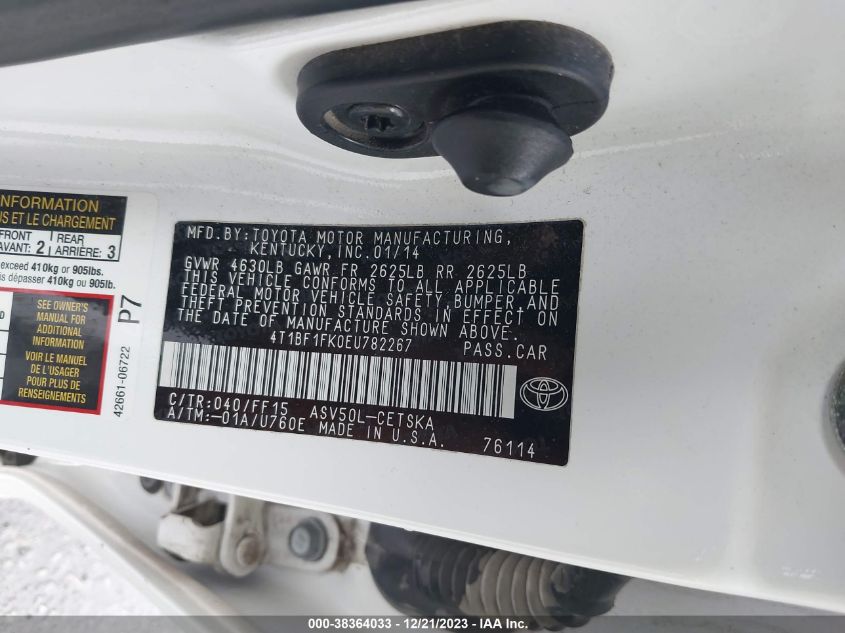 INFORMATION
US ET LE CHARGEMENT
FRONT
AVANT: 2
REAR
ARRIÈRE: 3
exceed 410kg or 905lbs.
is dépasser 410kg ou 905lb.
SEE OWNER'S
MANUAL FOR
ADDITIONAL
INFORMATION
VOIR LE MANUEL
DE L'USAGER
POUR PLUS DE
RENSEIGNEMENTS
P7
42661-06722
MFD.BY:TOYOTA MOTOR MANUFACTURING,
KENTUCKY, INC.01/14
GVWR 4630LB GAWR FR 2625LB RR 2625LB
THIS VEHICLE CONFORMS TO ALL APPLICABLE
FEDERAL MOTOR VEHICLE SAFETY,BUMPER,AND
THEFT PREVENTION STANDARDS IN EFFECT ON
THE DATE OF MANUFACTURE SHOWN ABOVE.
4T1BF1FK0EU782267 PASS.CAR
C/TR:040/FF15 ASV50L-CETSKA
A/TM:-01A/U760E MADE IN U.S.A. 76114
000-38364033 - 12/21/2023 - IAA Inc.